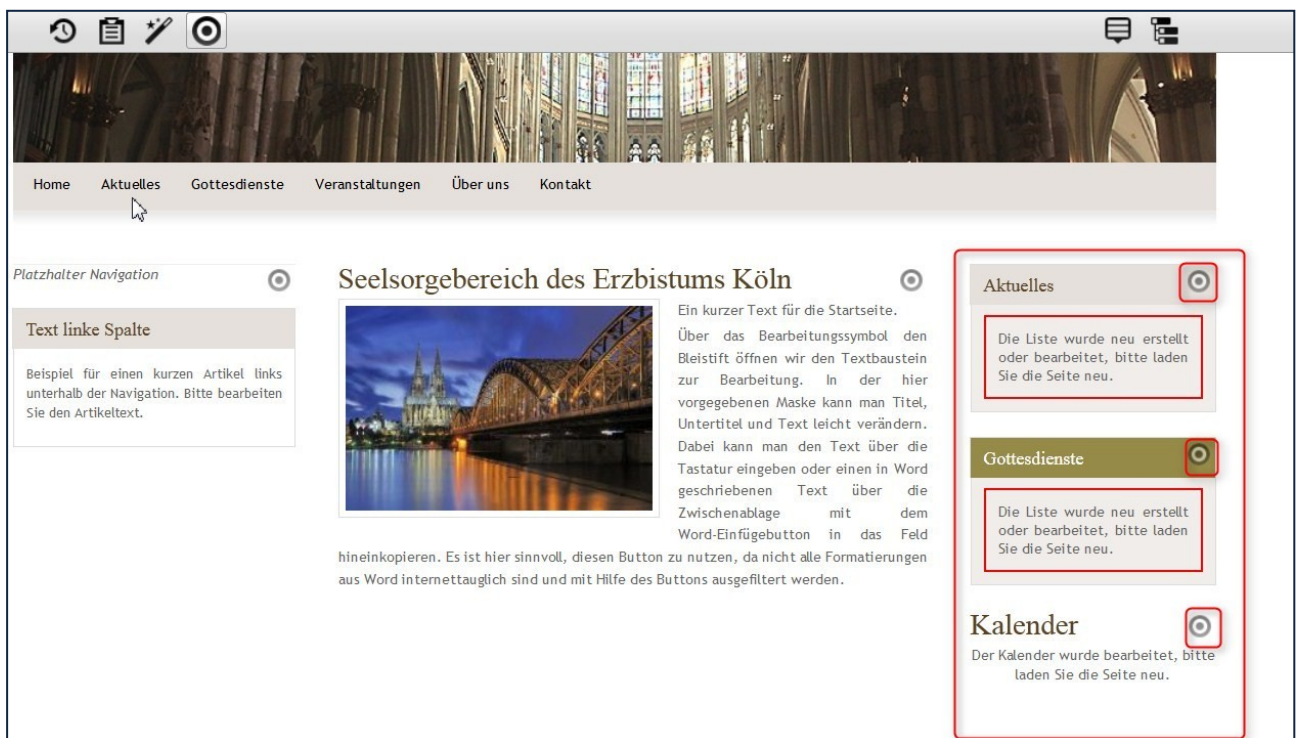 Home Aktuelles Gottesdienste Veranstaltungen Über uns Kontakt
Platzhalter Navigation
Text linke Spalte
Beispiel für einen kurzen Artikel links
unterhalb der Navigation. Bitte bearbeiten
Sie den Artikeltext.
Seelsorgebereich des Erzbistums Köln
Ein kurzer Text für die Startseite.
Über das Bearbeitungssymbol den
Bleistift öffnen wir den Textbaustein
zur Bearbeitung. In der hier
vorgegebenen Maske kann man Titel,
Untertitel und Text leicht verändern.
Dabei kann man den Text über die
Tastatur eingeben oder einen in Word
geschriebenen Text über die
Zwischenablage mit dem
Word-Einfügebutton in das Feld
hineinkopieren. Es ist hier sinnvoll, diesen Button zu nutzen, da nicht alle Formatierungen
aus Word internettauglich sind und mit Hilfe des Buttons ausgefiltert werden.
Aktuelles
Die Liste wurde neu erstellt
oder bearbeitet, bitte laden
Sie die Seite neu.
Gottesdienste
Die Liste wurde neu erstellt
oder bearbeitet, bitte laden
Sie die Seite neu.
Kalender
Der Kalender wurde bearbeitet, bitte
laden Sie die Seite neu.